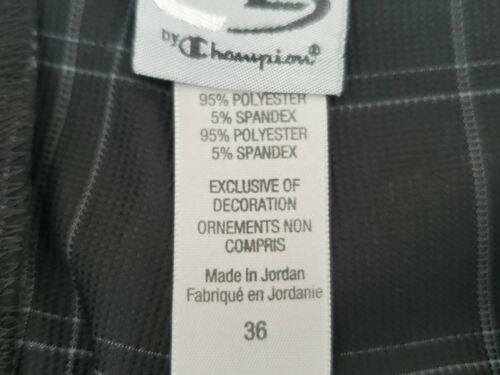 by Champion®
95% POLYESTER
5% SPANDEX
95% POLYESTER
5% SPANDEX
EXCLUSIVE OF
DECORATION
ORNEMENTS NON
COMPRIS
Made in Jordan
Fabriqué en Jordanie
36